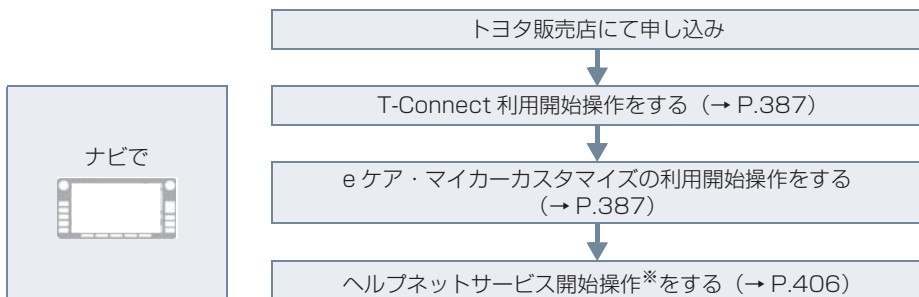 トヨタ販売店にて申し込み
T-Connect 利用開始操作をする（→ P.387）
ナビで
e ケア・マイカーカスタマイズの利用開始操作をする
（→ P.387）
ヘルプネットサービス開始操作※をする（→ P.406）